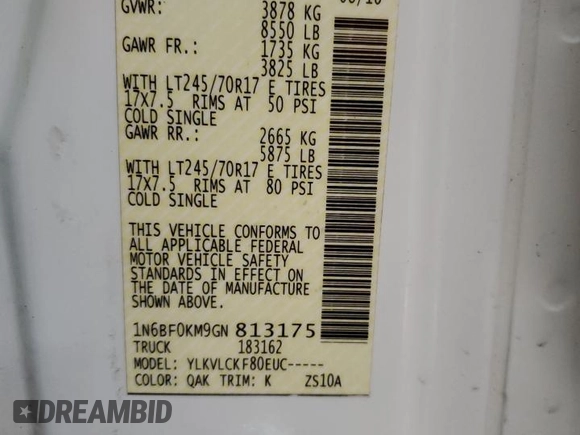 GVWR: 3878 KG
8550 LB
GAWR FR.: 1735 KG
3825 LB
WITH LT245/70R17 E TIRES
17X7.5 RIMS AT 50 PSI
COLD SINGLE
GAWR RR.: 2665 KG
5875 LB
WITH LT245/70R17 E TIRES
17X7.5 RIMS AT 80 PSI
COLD SINGLE
THIS VEHICLE CONFORMS TO
ALL APPLICABLE FEDERAL
MOTOR VEHICLE SAFETY
STANDARDS IN EFFECT ON
THE DATE OF MANUFACTURE
SHOWN ABOVE.
1N6BF0KM9GN813175
TRUCK 183162
MODEL: YLKVLCKF80EUC-----
COLOR: QAK TRIM: K ZS10A
DREAMBID